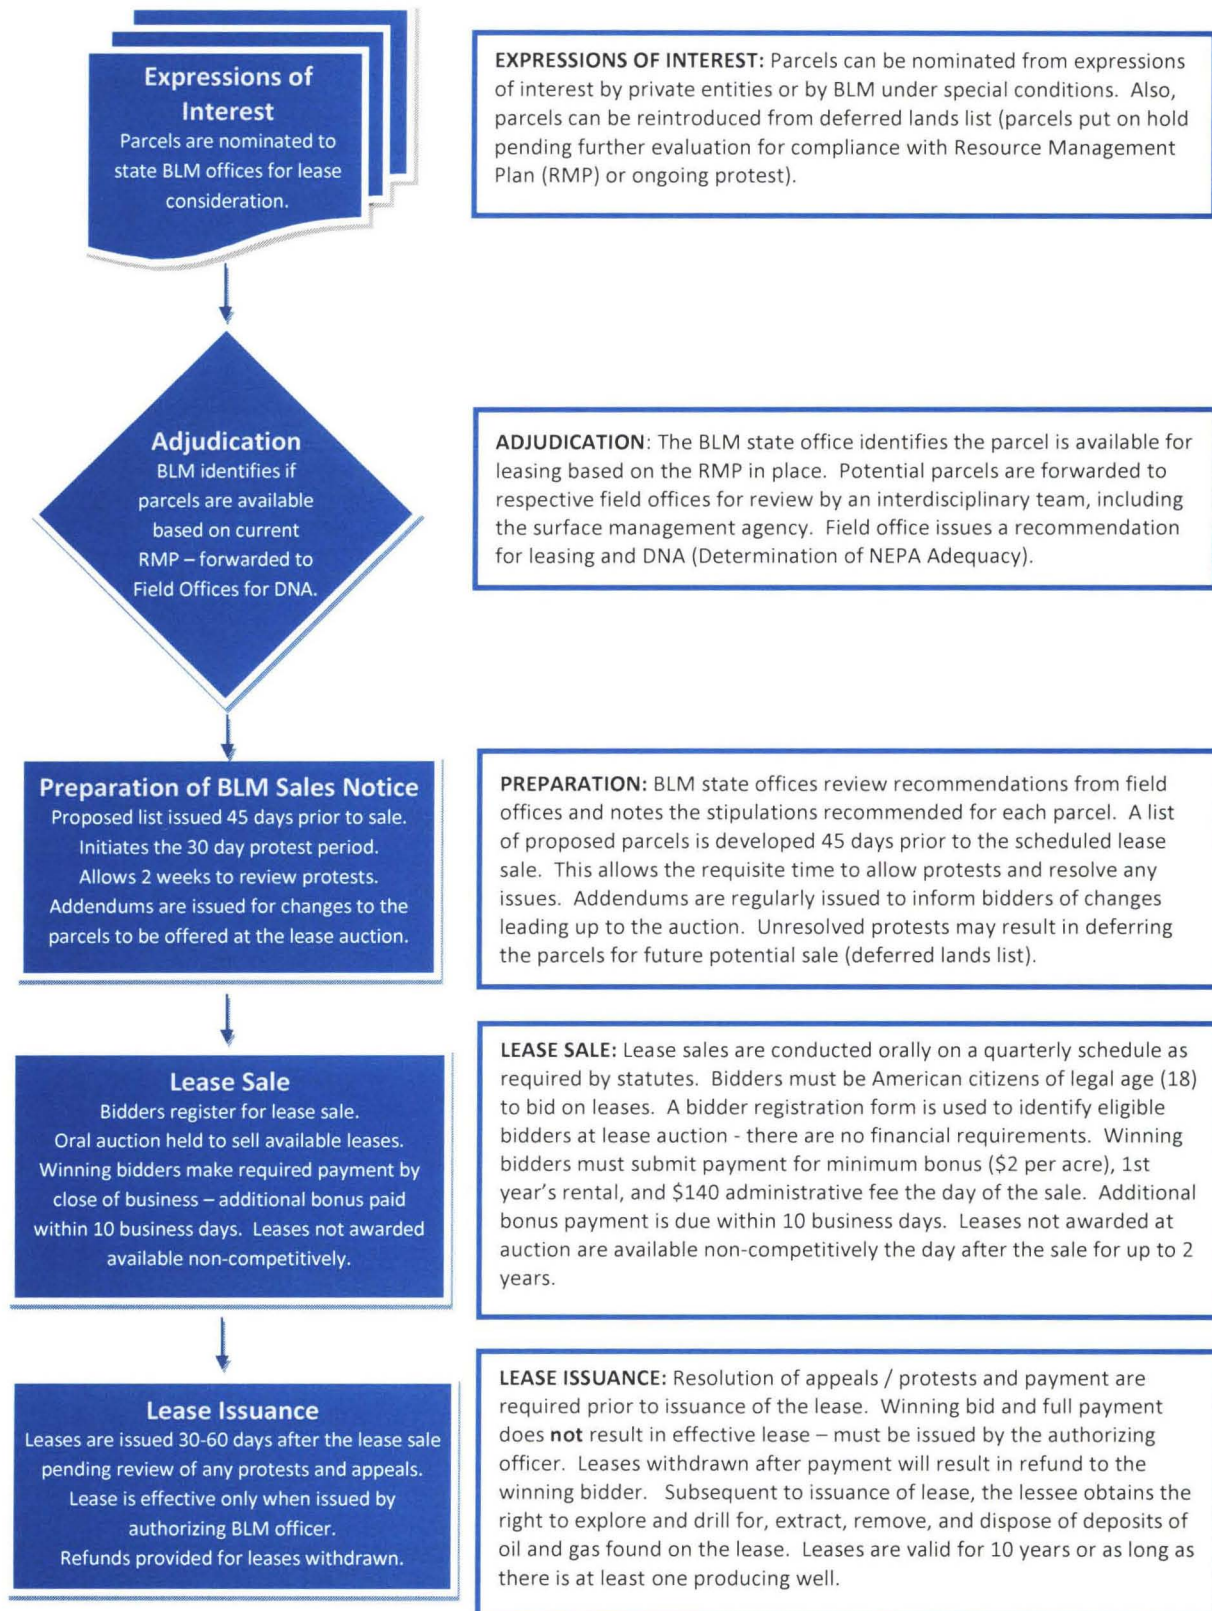 Expressions of
Interest
Parcels are nominated to
state BLM offices for lease
consideration.
EXPRESSIONS OF INTEREST: Parcels can be nominated from expressions
of interest by private entities or by BLM under special conditions. Also,
parcels can be reintroduced from deferred lands list (parcels put on hold
pending further evaluation for compliance with Resource Management
Plan (RMP) or ongoing protest).
Adjudication
BLM identifies if
parcels are available
based on current
RMP – forwarded to
Field Offices for DNA.
ADJUDICATION: The BLM state office identifies the parcel is available for
leasing based on the RMP in place. Potential parcels are forwarded to
respective field offices for review by an interdisciplinary team, including
the surface management agency. Field office issues a recommendation
for leasing and DNA (Determination of NEPA Adequacy).
Preparation of BLM Sales Notice
Proposed list issued 45 days prior to sale.
Initiates the 30 day protest period.
Allows 2 weeks to review protests.
Addendums are issued for changes to the
parcels to be offered at the lease auction.
PREPARATION: BLM state offices review recommendations from field
offices and notes the stipulations recommended for each parcel. A list
of proposed parcels is developed 45 days prior to the scheduled lease
sale. This allows the requisite time to allow protests and resolve any
issues. Addendums are regularly issued to inform bidders of changes
leading up to the auction. Unresolved protests may result in deferring
the parcels for future potential sale (deferred lands list).
Lease Sale
Bidders register for lease sale.
Oral auction held to sell available leases.
Winning bidders make required payment by
close of business – additional bonus paid
within 10 business days. Leases not awarded
available non-competitively.
LEASE SALE: Lease sales are conducted orally on a quarterly schedule as
required by statutes. Bidders must be American citizens of legal age (18)
to bid on leases. A bidder registration form is used to identify eligible
bidders at lease auction - there are no financial requirements. Winning
bidders must submit payment for minimum bonus ($2 per acre), 1st
year's rental, and $140 administrative fee the day of the sale. Additional
bonus payment is due within 10 business days. Leases not awarded at
auction are available non-competitively the day after the sale for up to 2
years.
Lease Issuance
Leases are issued 30-60 days after the lease sale
pending review of any protests and appeals.
Lease is effective only when issued by
authorizing BLM officer.
Refunds provided for leases withdrawn.
LEASE ISSUANCE: Resolution of appeals / protests and payment are
required prior to issuance of the lease. Winning bid and full payment
does not result in effective lease – must be issued by the authorizing
officer. Leases withdrawn after payment will result in refund to the
winning bidder. Subsequent to issuance of lease, the lessee obtains the
right to explore and drill for, extract, remove, and dispose of deposits of
oil and gas found on the lease. Leases are valid for 10 years or as long as
there is at least one producing well.